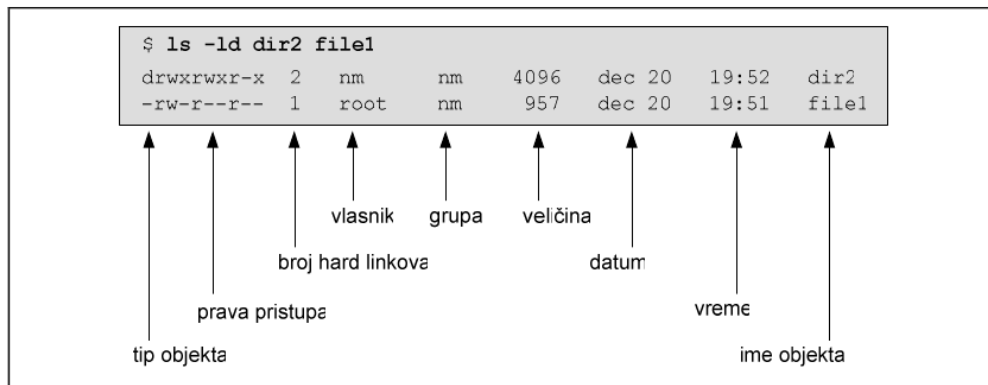 $ ls -ld dir2 file1
drwxrwxr-x 2 nm nm 4096 dec 20 19:52 dir2
-rw-r--r-- 1 root nm 957 dec 20 19:51 file1
vlasnik grupa veličina
broj hard linkova datum
prava pristupa vreme
tip objekta ime objekta